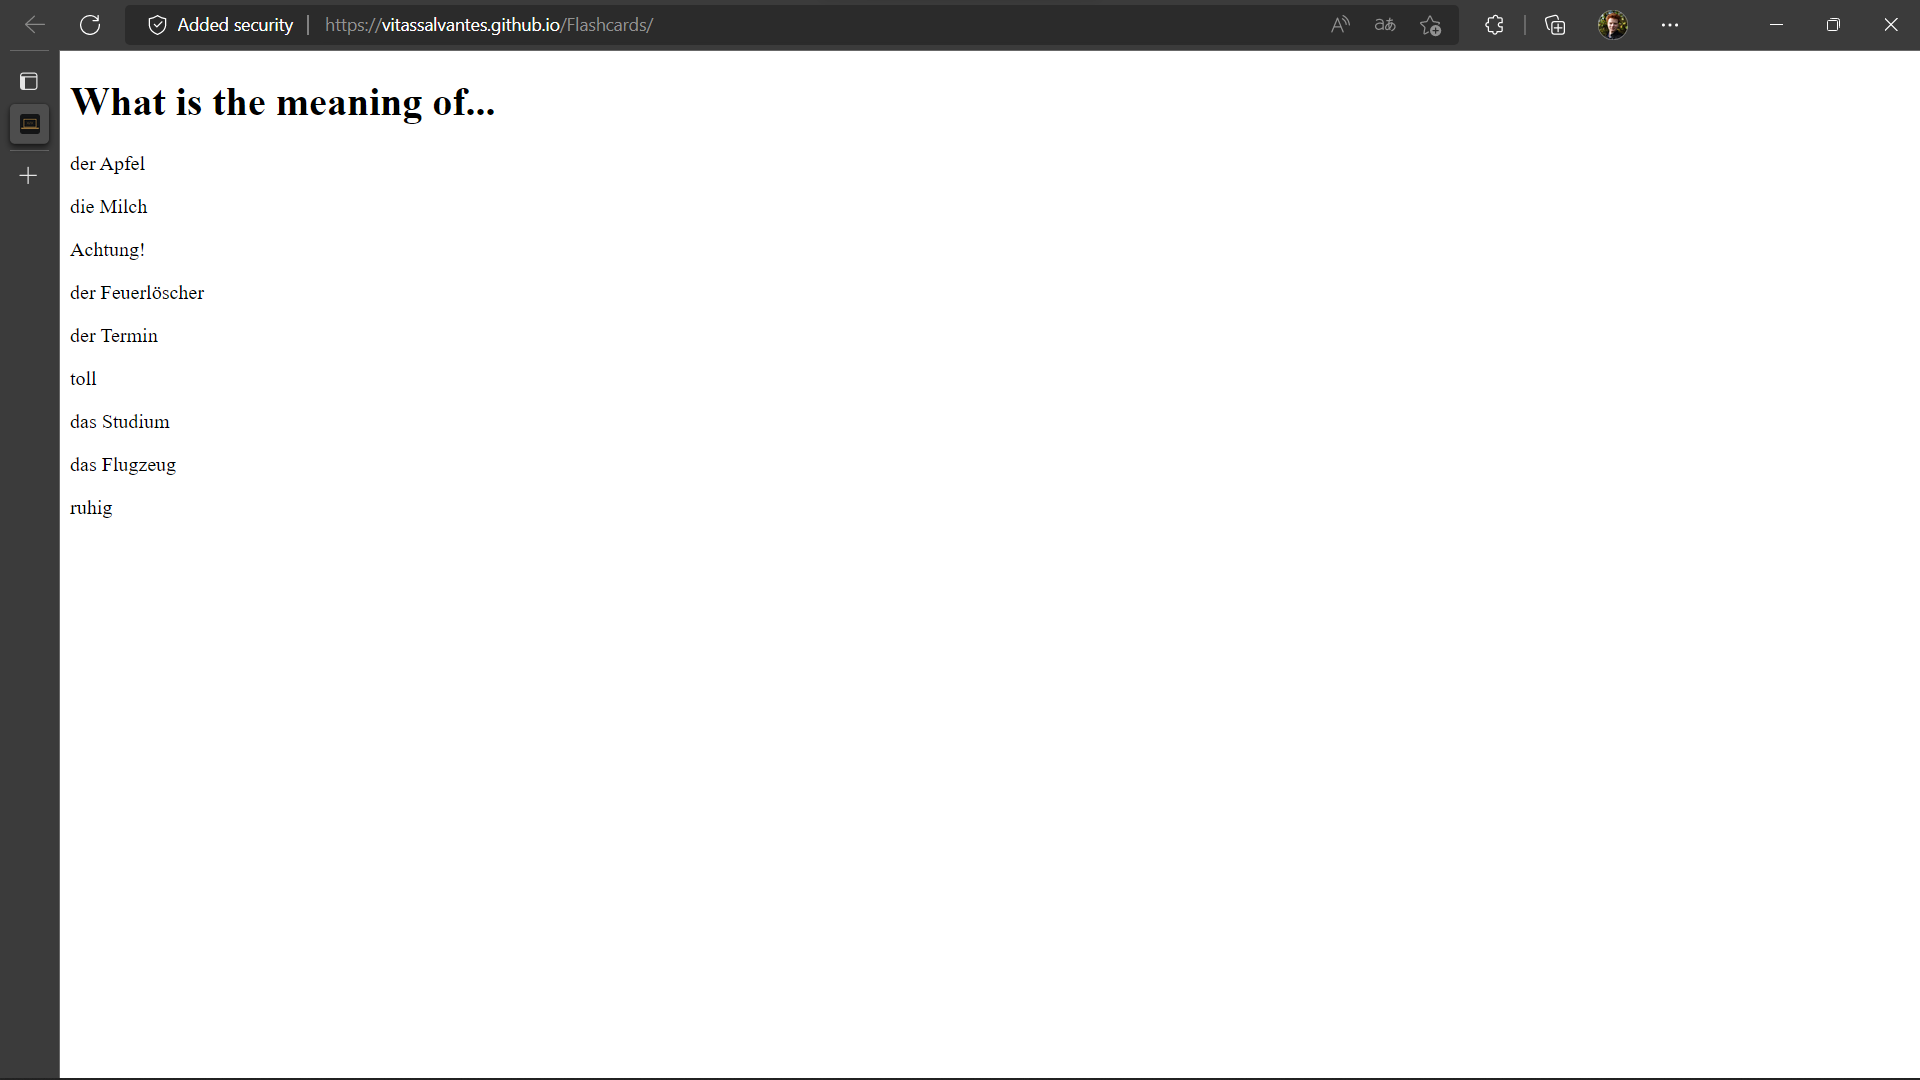 Added security
https://vitassalvantes.github.io/Flashcards/
What is the meaning of...
der Apfel
die Milch
Achtung!
der Feuerlöscher
der Termin
toll
das Studium
das Flugzeug
ruhig